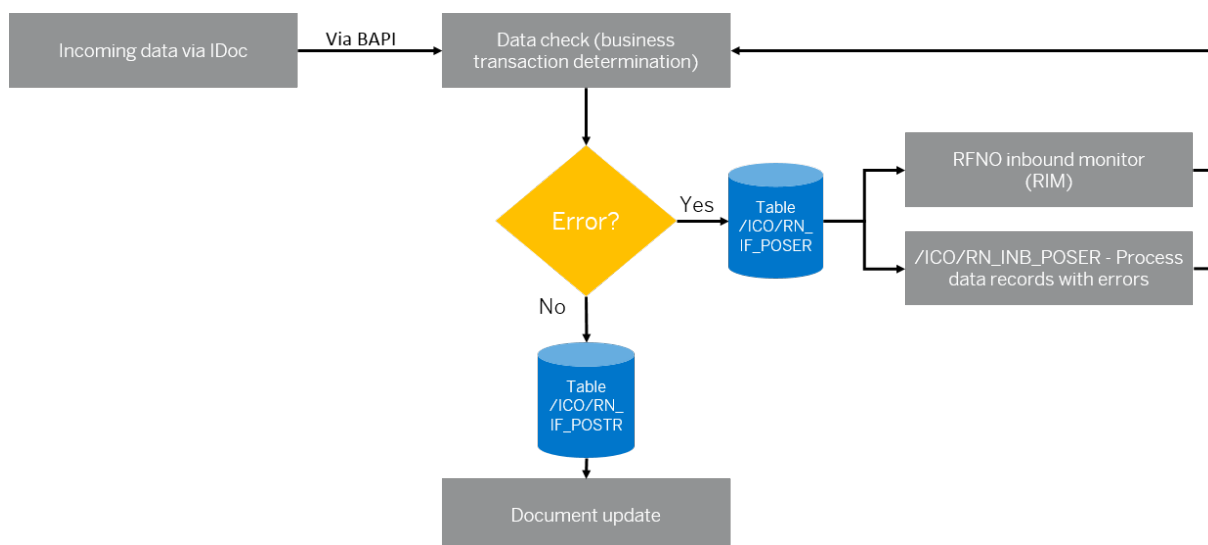 Incoming data via IDoc
Via BAPI
Data check (business
transaction determination)
Error?
Yes
Table
/ICO/RN_
IF_POSER
RFNO inbound monitor
(RIM)
/ICO/RN_INB_POSER - Process
data records with errors
No
Table
/ICO/RN_
IF_POSTR
Document update